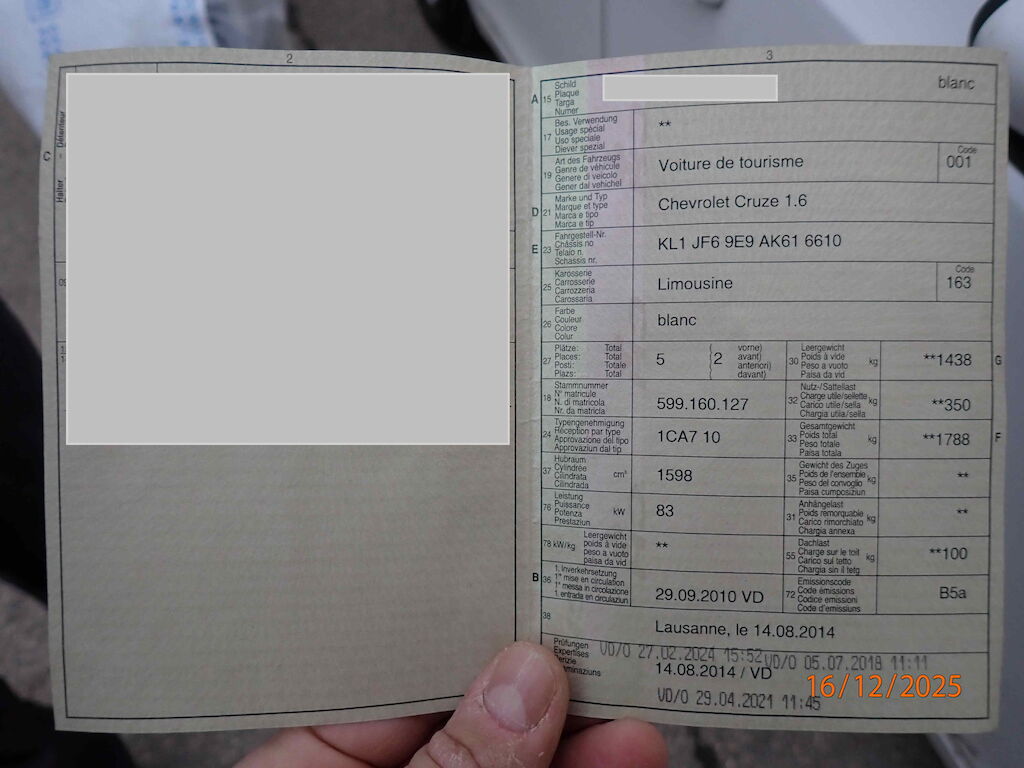 2
Détenteur
C
Halter
3
A 15 Schild
Plaque
Targa
Numer
blanc
17 Bes. Verwendung
Usage spécial
Uso speciale
Diever spezial
**
19 Art des Fahrzeugs
Genre de véhicule
Genere di veicolo
Gener dal vehichel
Voiture de tourisme
Code
001
D 21 Marke und Typ
Marque et type
Marca e tipo
Marca e tip
Chevrolet Cruze 1.6
E 23 Fahrgestell-Nr.
Châssis no
Telaio n.
Schassis nr.
KL1 JF6 9E9 AK61 6610
25 Karosserie
Carrosserie
Carrozzeria
Carossaria
Limousine
Code
163
26 Farbe
Couleur
Colore
Colur
blanc
27 Plätze: Total
Places: Total
Posti: Totale
Plazs: Total
5
2
vorne)
avant)
anteriori)
davant)
30 Leergewicht
Poids à vide
Peso a vuoto
Paisa da vid
kg
**1438
G
18 Stammnummer
N° matricule
N. di matricola
Nr. da matricla
599.160.127
32 Nutz-/Sattellast
Charge utile/sellette
Carico utile/sella
Chargia utila/sella
kg
**350
24 Typengenehmigung
Réception par type
Approvazione del tipo
Approvaziun dal tip
1CA7 10
33 Gesamtgewicht
Poids total
Peso totale
Paisa totala
kg
**1788
F
37 Hubraum
Cylindrée
Cilindrata
Cilindrada
cm³
1598
35 Gewicht des Zuges
Poids de l'ensemble
Peso del convoglio
Paisa cumposiziun
kg
**
76 Leistung
Puissance
Potenza
Prestaziun
kW
83
31 Anhängelast
Poids remorquable
Carico rimorchiato
Chargia annexa
kg
**
78 kW/kg Leergewicht
poids à vide
peso a vuoto
paisa da vid
**
55 Dachlast
Charge sur le toit
Carico sul tetto
Chargia sin il tetg
kg
**100
B 36 1. Inverkehrsetzung
1re mise en circulation
1a messa in circolazione
1. entrada en circulaziun
29.09.2010 VD
72 Emissionscode
Code émissions
Codice emissioni
Code d'emissiuns
B5a
38
Lausanne, le 14.08.2014
Prüfungen
Expertises
VD/O 27.02.2024 15:52 VD/O 05.07.2018 11:11
14.08.2014 / VD
VD/O 29.04.2021 11:45
16/12/2025